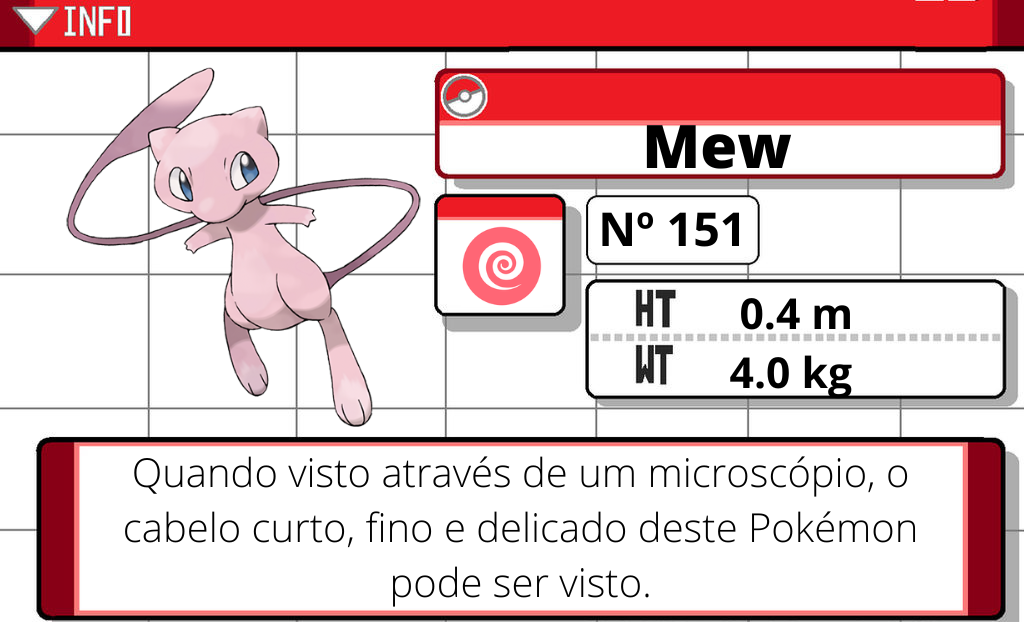 INFO
Mew
Nº 151
HT 0.4 m
WT 4.0 kg
Quando visto através de um microscópio, o
cabelo curto, fino e delicado deste Pokémon
pode ser visto.